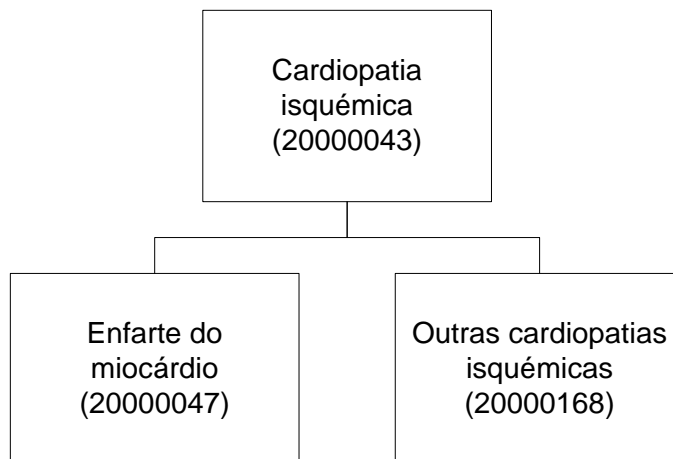 Cardiopatia
isquémica
(20000043)
Enfarte do
miocárdio
(20000047)
Outras cardiopatias
isquémicas
(20000168)